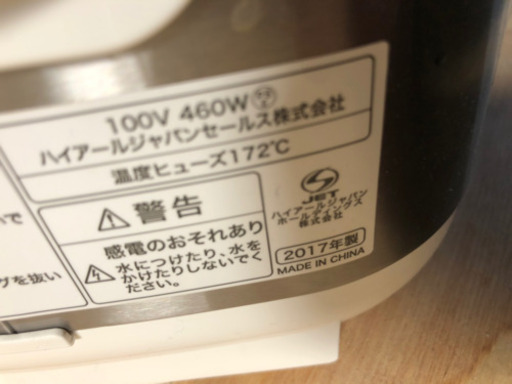 100V 460W
ハイアールジャパンセールス株式会社
温度ヒューズ172℃
いで
グを抜い
警告
感電のおそれあり
水につけたり、水を
かけたりしないでく
ださい。
JET
ハイアールジャパン
ホールディングス
株式会社
2017年製
MADE IN CHINA